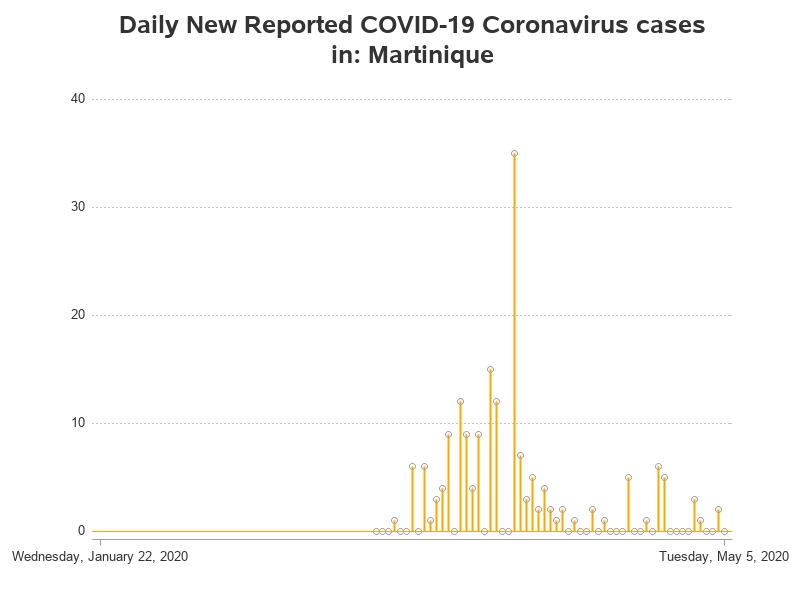 Daily New Reported COVID-19 Coronavirus cases
in: Martinique
40
30
20
10
0
Wednesday, January 22, 2020
Tuesday, May 5, 2020